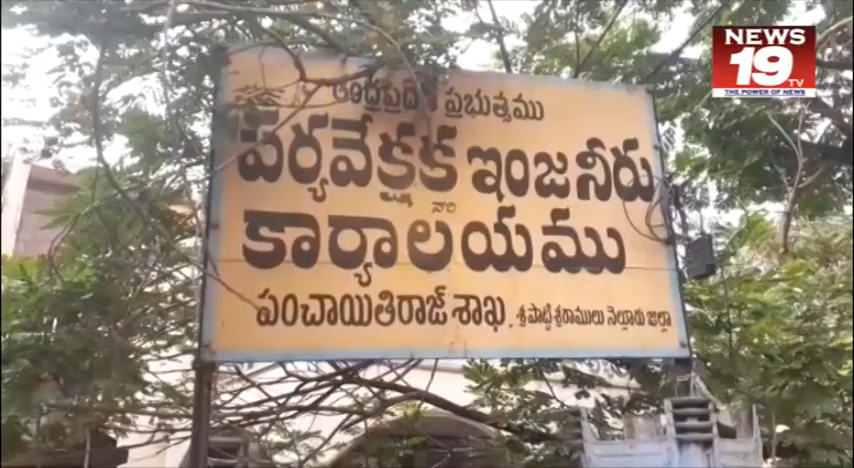 ఆంధ్రప్రదేశ్ ప్రభుత్వము
పర్యవేక్షక ఇంజనీరు
వారి
కార్యాలయము
పంచాయితిరాజ్ శాఖ, శ్రీ పొట్టి శ్రీరాములు నెల్లూరు జిల్లా.
NEWS
19 TV
THE POWER OF NEWS